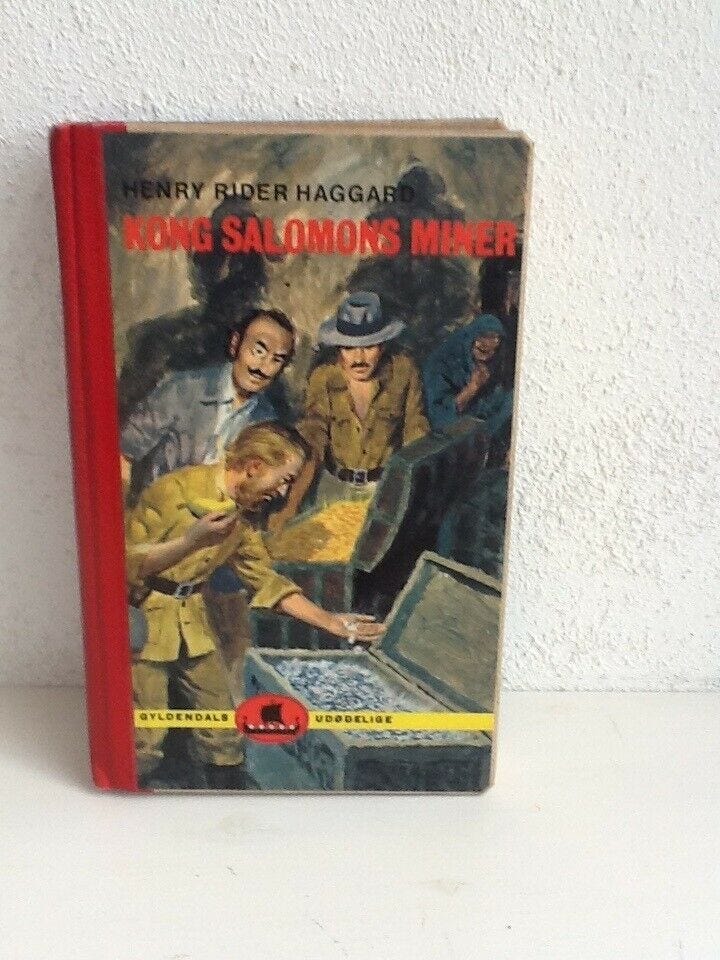 HENRY RIDER HAGGARD
KONG SALOMONS MINER
GYLDENDALS UDØDELIGE